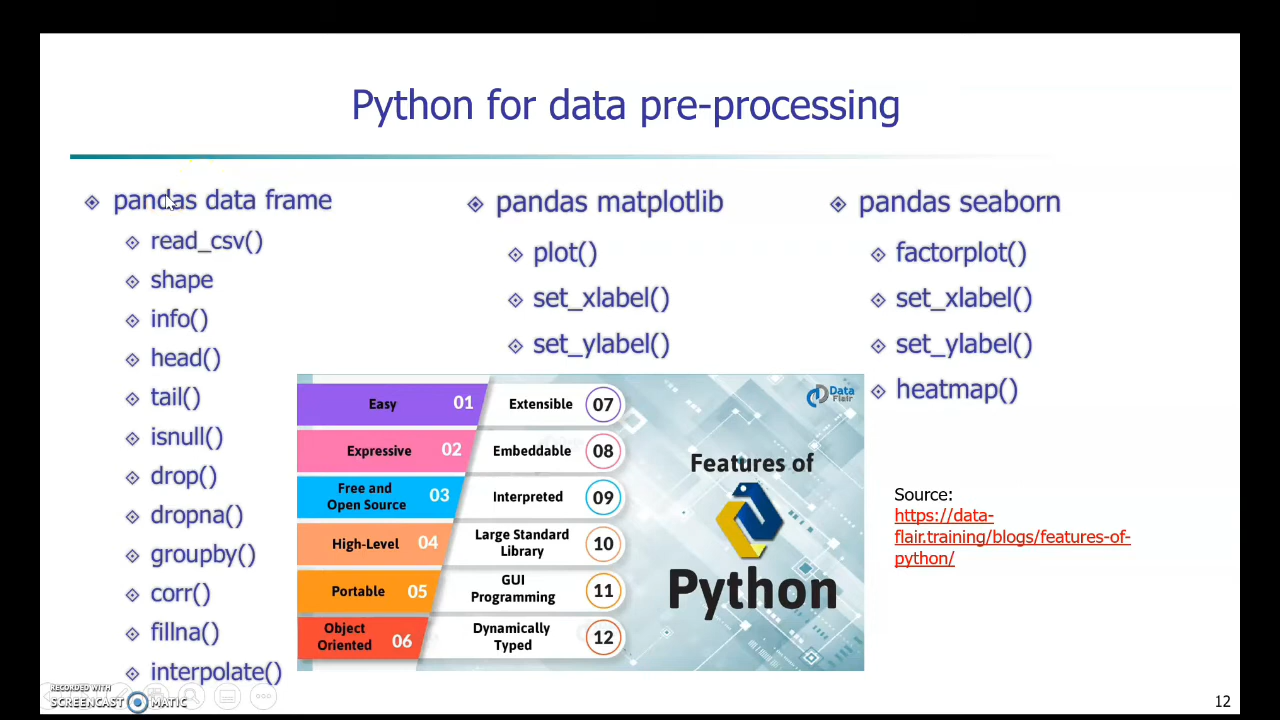 Python for data pre-processing
pandas data frame
read_csv()
shape
info()
head()
tail()
isnull()
drop()
dropna()
groupby()
corr()
fillna()
interpolate()
pandas matplotlib
plot()
set_xlabel()
set_ylabel()
pandas seaborn
factorplot()
set_xlabel()
set_ylabel()
heatmap()
Easy 01
Expressive 02
Free and
Open Source 03
High-Level 04
Portable 05
Object
Oriented 06
Extensible 07
Embeddable 08
Interpreted 09
Large Standard
Library 10
GUI
Programming 11
Dynamically
Typed 12
Data
Flair
Features of
Python
Source:
https://data-
flair.training/blogs/features-of-
python/
RECORDED WITH
SCREENCAST MATIC
12